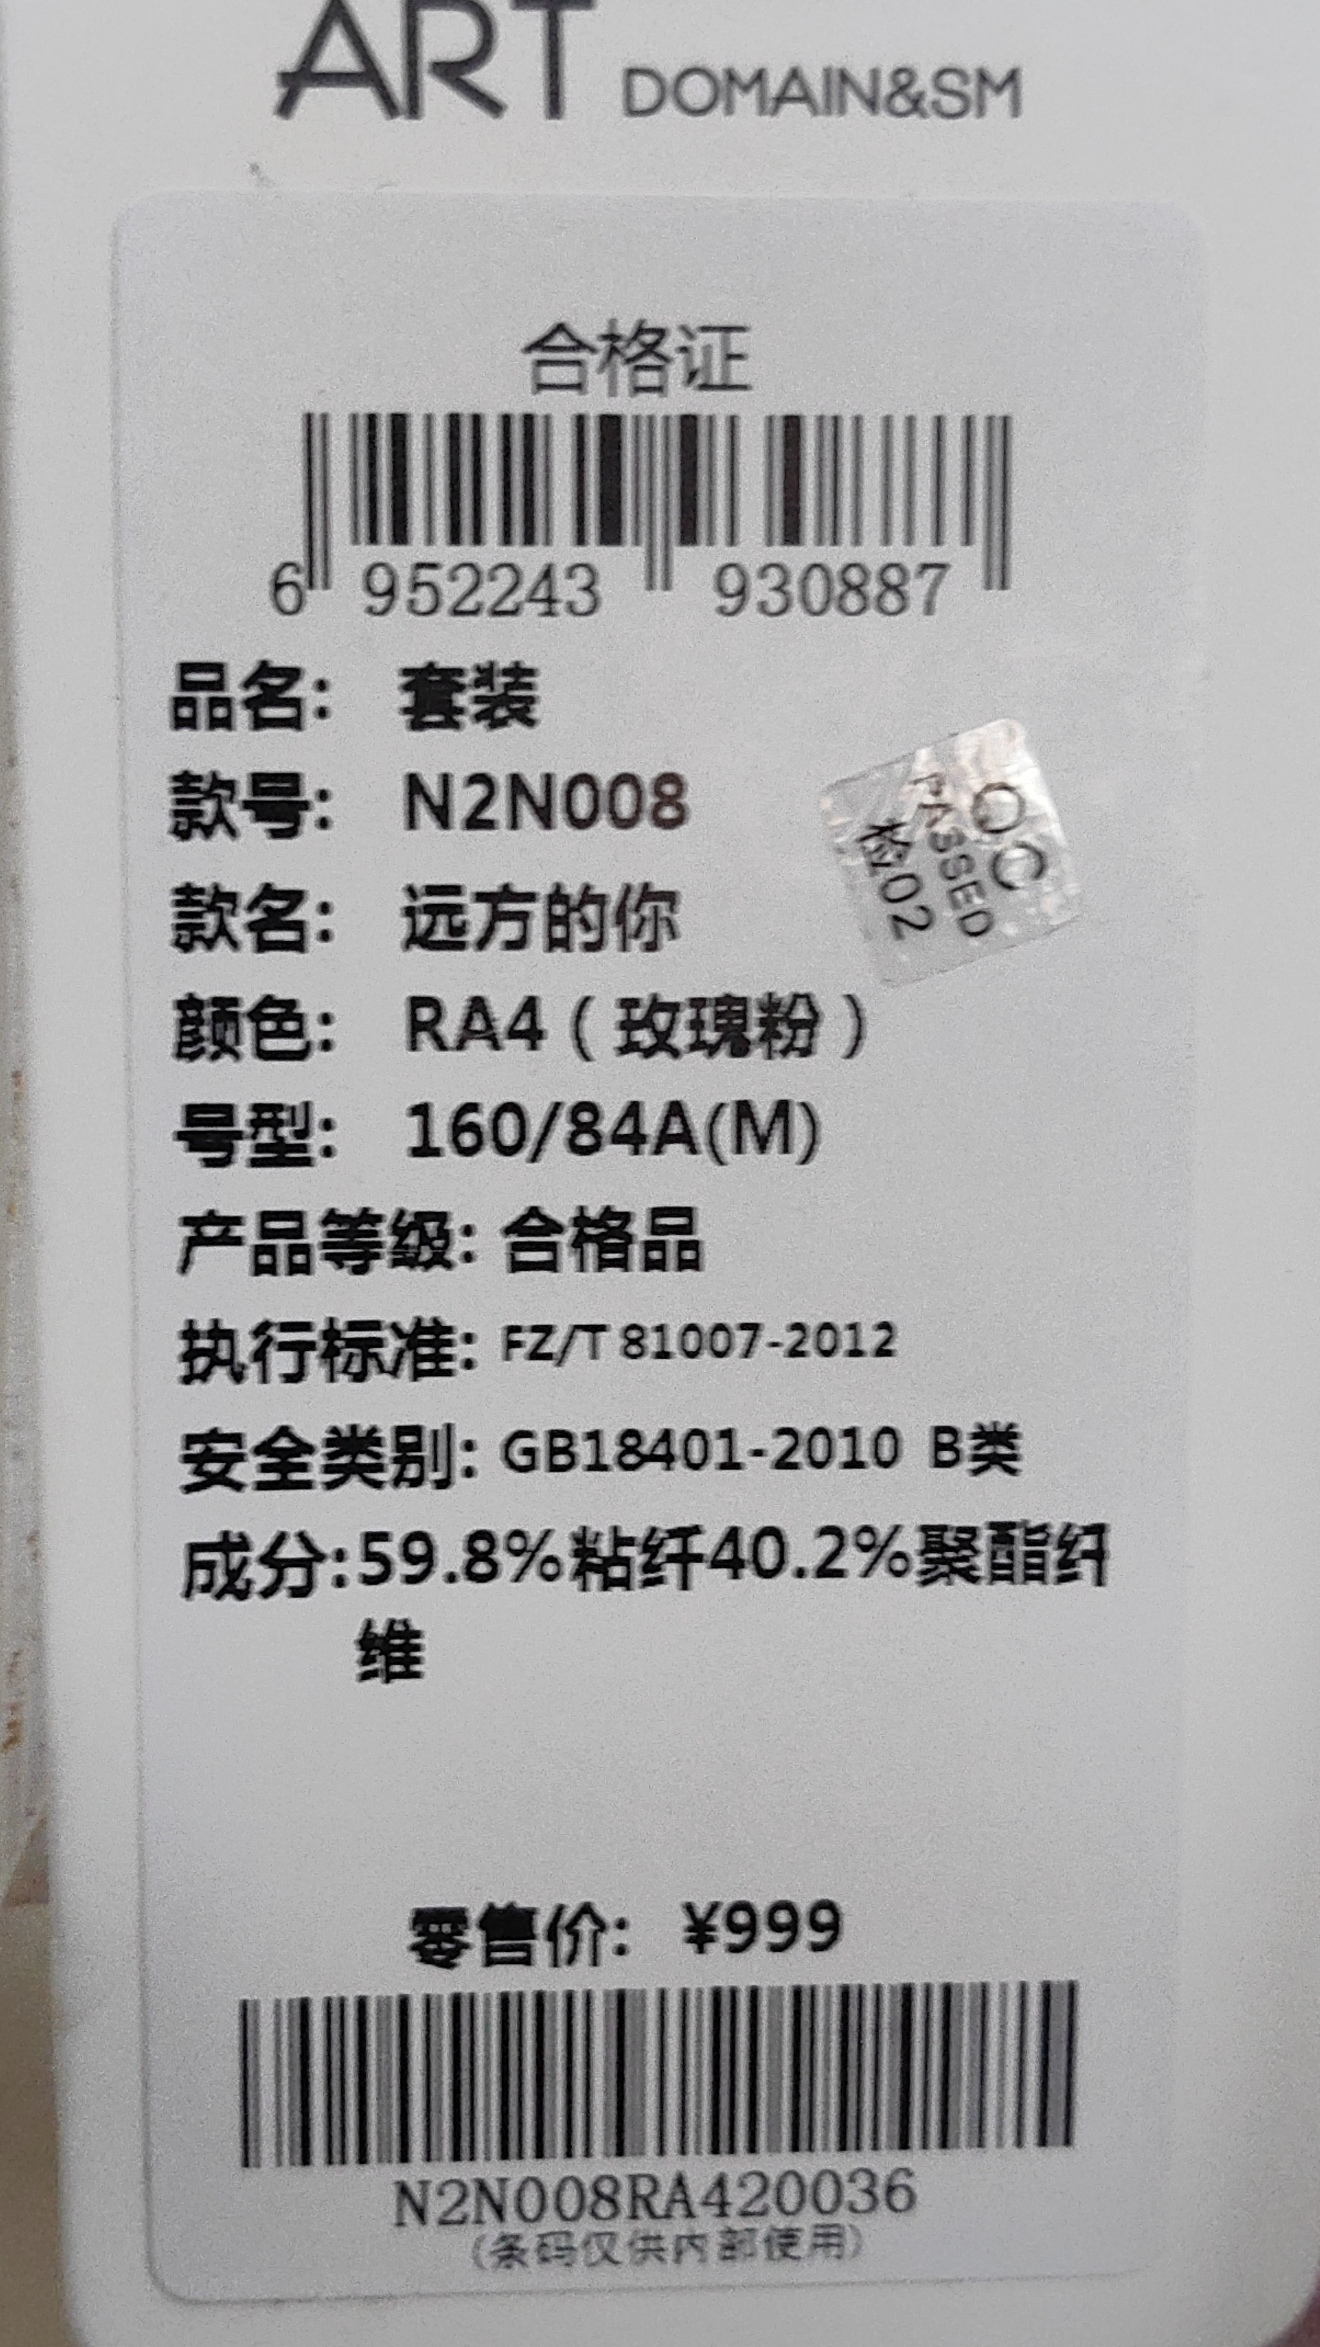 ART DOMAIN&SM
合格证
6 952243 930887
品名: 套装
款号: N2N008
款名: 远方的你
颜色: RA4(玫瑰粉)
号型: 160/84A(M)
产品等级: 合格品
执行标准: FZ/T 81007-2012
安全类别: GB18401-2010 B类
成分:59.8%粘纤40.2%聚酯纤
维
QC
PASSED
检02
零售价: ¥999
N2N008RA420036
(条码仅供内部使用)